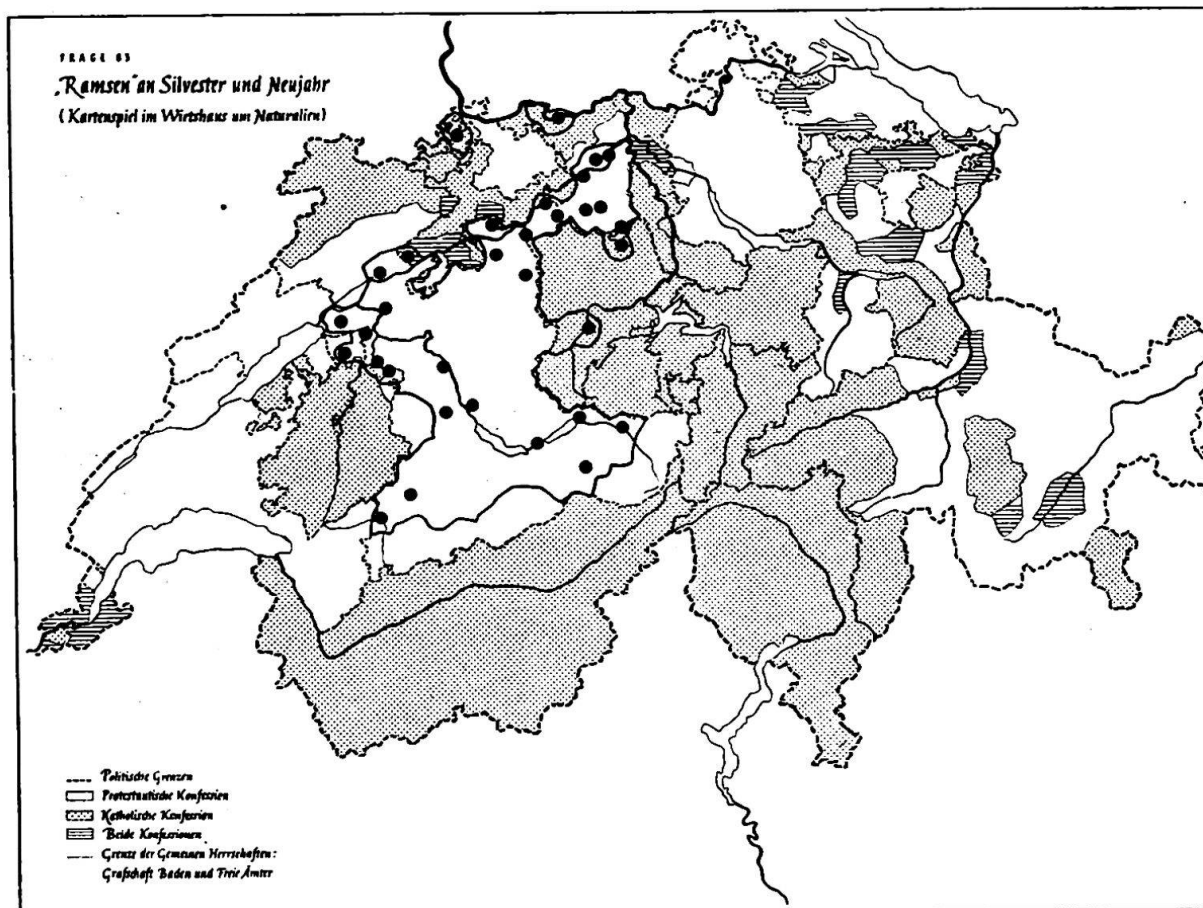 FRAGE 83
„Ramsen" an Silvester und Neujahr
(Kartenspiel im Wirtshaus um Naturalien)
Politische Grenzen
Protestantische Konfession
Katholische Konfession
Beide Konfessionen
Grenze der Gemeinen Herrschaften:
Grafschaft Baden und Freie Ämter